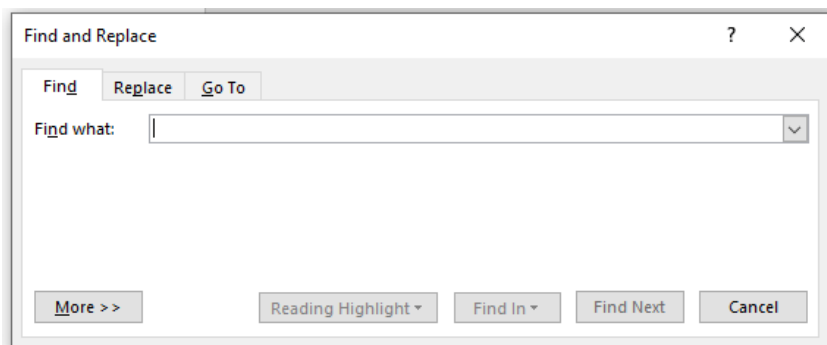 Find and Replace ?
Find Replace Go To
Find what:
More >> Reading Highlight Find In Find Next Cancel